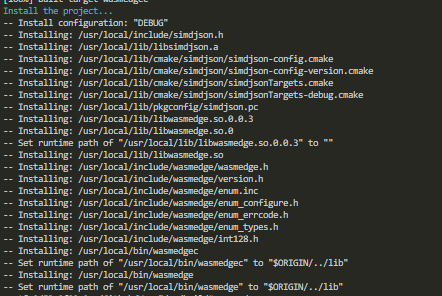 [100%] Built target wasmedgec
Install the project...
-- Install configuration: "DEBUG"
-- Installing: /usr/local/include/simdjson.h
-- Installing: /usr/local/lib/libsimdjson.a
-- Installing: /usr/local/lib/cmake/simdjson/simdjson-config.cmake
-- Installing: /usr/local/lib/cmake/simdjson/simdjson-config-version.cmake
-- Installing: /usr/local/lib/cmake/simdjson/simdjsonTargets.cmake
-- Installing: /usr/local/lib/cmake/simdjson/simdjsonTargets-debug.cmake
-- Installing: /usr/local/lib/pkgconfig/simdjson.pc
-- Installing: /usr/local/lib/libwasmedge.so.0.0.3
-- Installing: /usr/local/lib/libwasmedge.so.0
-- Set runtime path of "/usr/local/lib/libwasmedge.so.0.0.3" to ""
-- Installing: /usr/local/lib/libwasmedge.so
-- Installing: /usr/local/include/wasmedge/wasmedge.h
-- Installing: /usr/local/include/wasmedge/version.h
-- Installing: /usr/local/include/wasmedge/enum.inc
-- Installing: /usr/local/include/wasmedge/enum_configure.h
-- Installing: /usr/local/include/wasmedge/enum_errcode.h
-- Installing: /usr/local/include/wasmedge/enum_types.h
-- Installing: /usr/local/include/wasmedge/int128.h
-- Installing: /usr/local/bin/wasmedgec
-- Set runtime path of "/usr/local/bin/wasmedgec" to "$ORIGIN/../lib"
-- Installing: /usr/local/bin/wasmedge
-- Set runtime path of "/usr/local/bin/wasmedge" to "$ORIGIN/../lib"